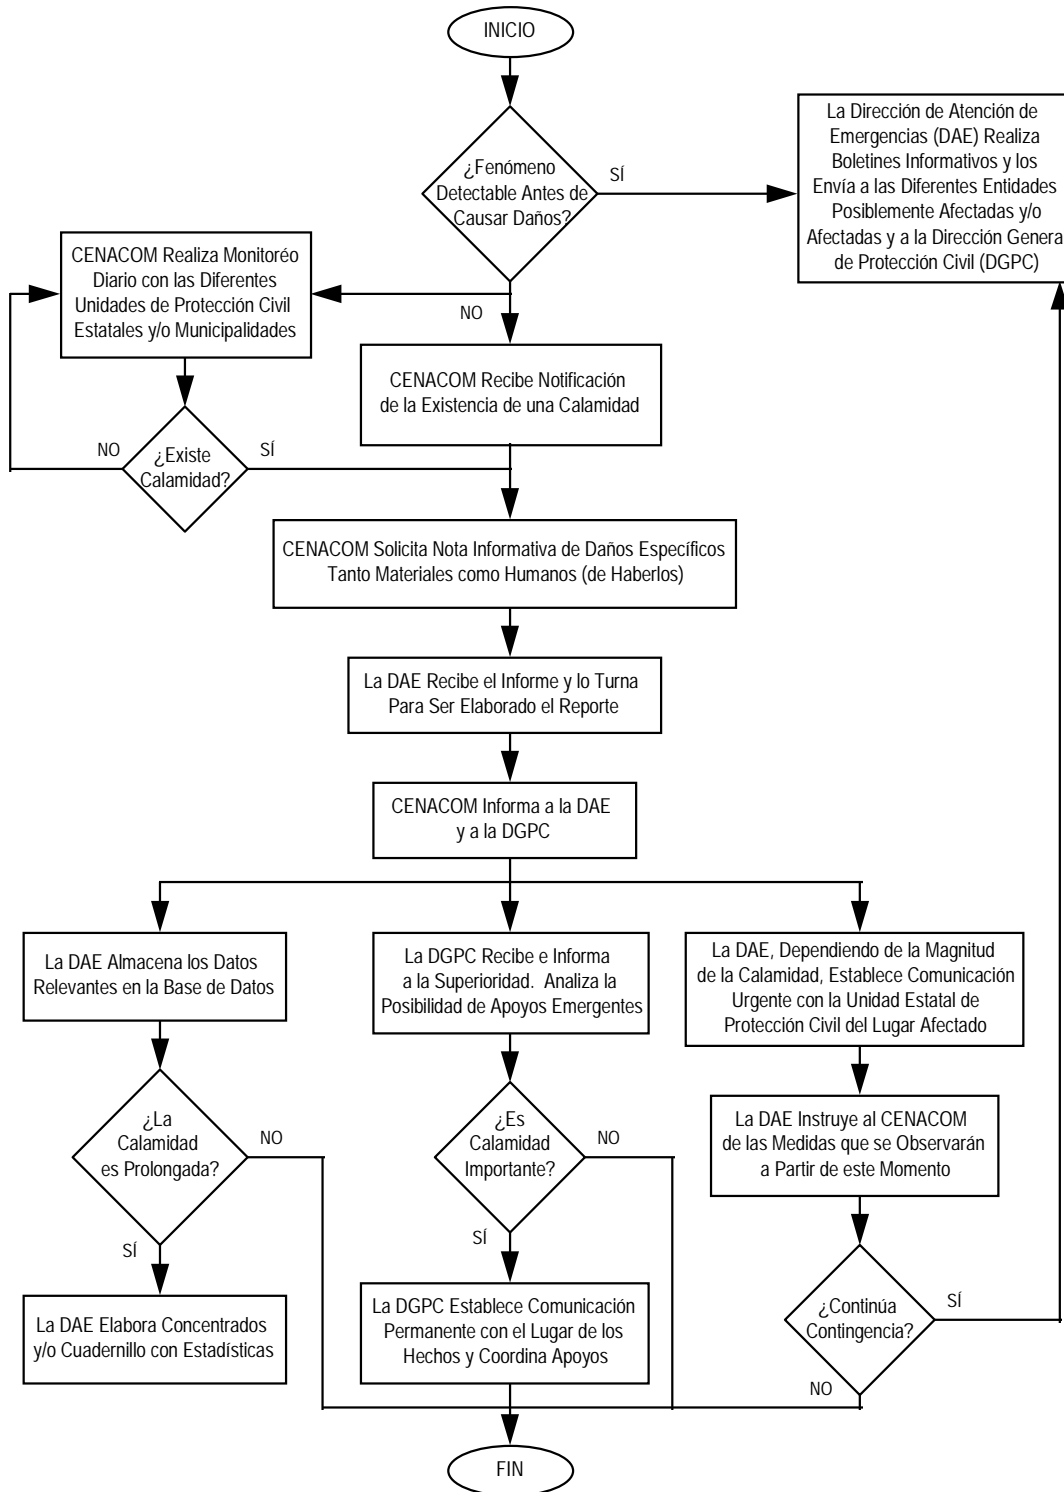 INICIO
¿Fenómeno
Detectable Antes de
Causar Daños?
SÍ
NO
La Dirección de Atención de
Emergencias (DAE) Realiza
Boletines Informativos y los
Envía a las Diferentes Entidades
Posiblemente Afectadas y/o
Afectadas y a la Dirección Genera
de Protección Civil (DGPC)
CENACOM Realiza Monitoréo
Diario con las Diferentes
Unidades de Protección Civil
Estatales y/o Municipalidades
CENACOM Recibe Notificación
de la Existencia de una Calamidad
¿Existe
Calamidad?
NO
SÍ
CENACOM Solicita Nota Informativa de Daños Específicos
Tanto Materiales como Humanos (de Haberlos)
La DAE Recibe el Informe y lo Turna
Para Ser Elaborado el Reporte
CENACOM Informa a la DAE
y a la DGPC
La DAE Almacena los Datos
Relevantes en la Base de Datos
La DGPC Recibe e Informa
a la Superioridad. Analiza la
Posibilidad de Apoyos Emergentes
La DAE, Dependiendo de la Magnitud
de la Calamidad, Establece Comunicación
Urgente con la Unidad Estatal de
Protección Civil del Lugar Afectado
¿La
Calamidad
es Prolongada?
NO
SÍ
¿Es
Calamidad
Importante?
NO
SÍ
La DAE Instruye al CENACOM
de las Medidas que se Observarán
a Partir de este Momento
La DAE Elabora Concentrados
y/o Cuadernillo con Estadísticas
La DGPC Establece Comunicación
Permanente con el Lugar de los
Hechos y Coordina Apoyos
¿Continúa
Contingencia?
SÍ
NO
FIN